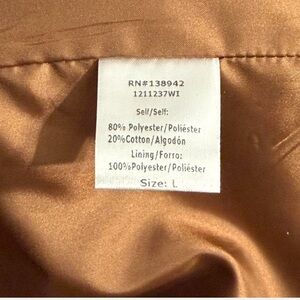 RN#138942
1211237WI
Self/Self:
80% Polyester/Poliéster
20%Cotton/Algodón
Lining/Forro:
100%Polyester/Poliéster
Size: L